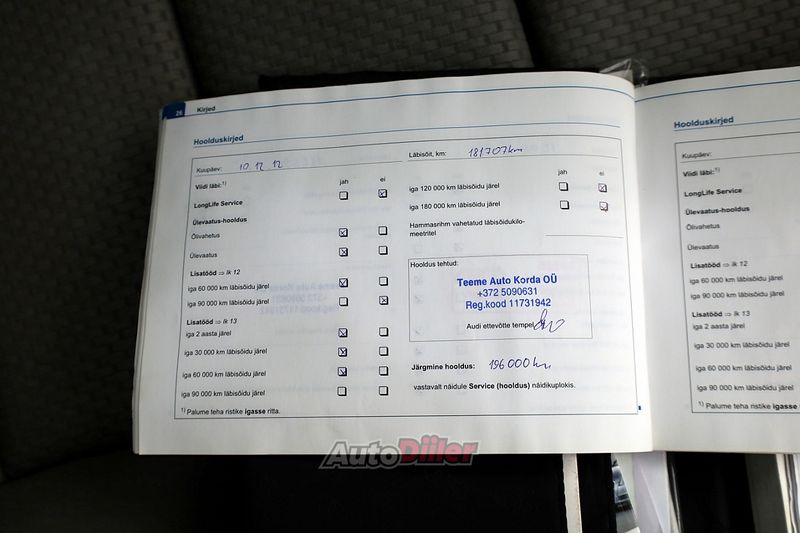 26 Kirjed
Hoolduskirjed
Kuupäev: 10. 12. 12
Läbisõit, km: 181707km
Viidi läbi:¹) jah ei
LongLife Service
Ülevaatus-hooldus
Õlivahetus
Ülevaatus
Lisatööd ⇒ lk 12
iga 60 000 km läbisõidu järel
iga 90 000 km läbisõidu järel
Lisatööd ⇒ lk 13
iga 2 aasta järel
iga 30 000 km läbisõidu järel
iga 60 000 km läbisõidu järel
90 000 km läbisõidu järel
¹) Palume teha ristike igasse ritta.
jah ei
iga 120 000 km läbisõidu järel
iga 180 000 km läbisõidu järel
Hammasrihm vahetatud läbisõidukilo-
meetritel
Hooldus tehtud:
Teeme Auto Korda OÜ
+372 5090631
Reg.kood 11731942
Audi ettevõtte tempel
Järgmine hooldus: 196000km
vastavalt näidule Service (hooldus) näidikuplokis.
Hoolduskirjed
Kuupäev:
Viidi läbi:¹)
LongLife Service
Ülevaatus-hooldus
Õlivahetus
Ülevaatus
Lisatööd ⇒ lk 12
iga 60 000 km läbisõidu järel
iga 90 000 km läbisõidu järel
Lisatööd ⇒ lk 13
iga 2 aasta järel
iga 30 000 km läbisõidu järel
iga 60 000 km läbisõidu järel
90 000 km läbisõidu järel
¹) Palume teha ristike igasse
AutoDiiler